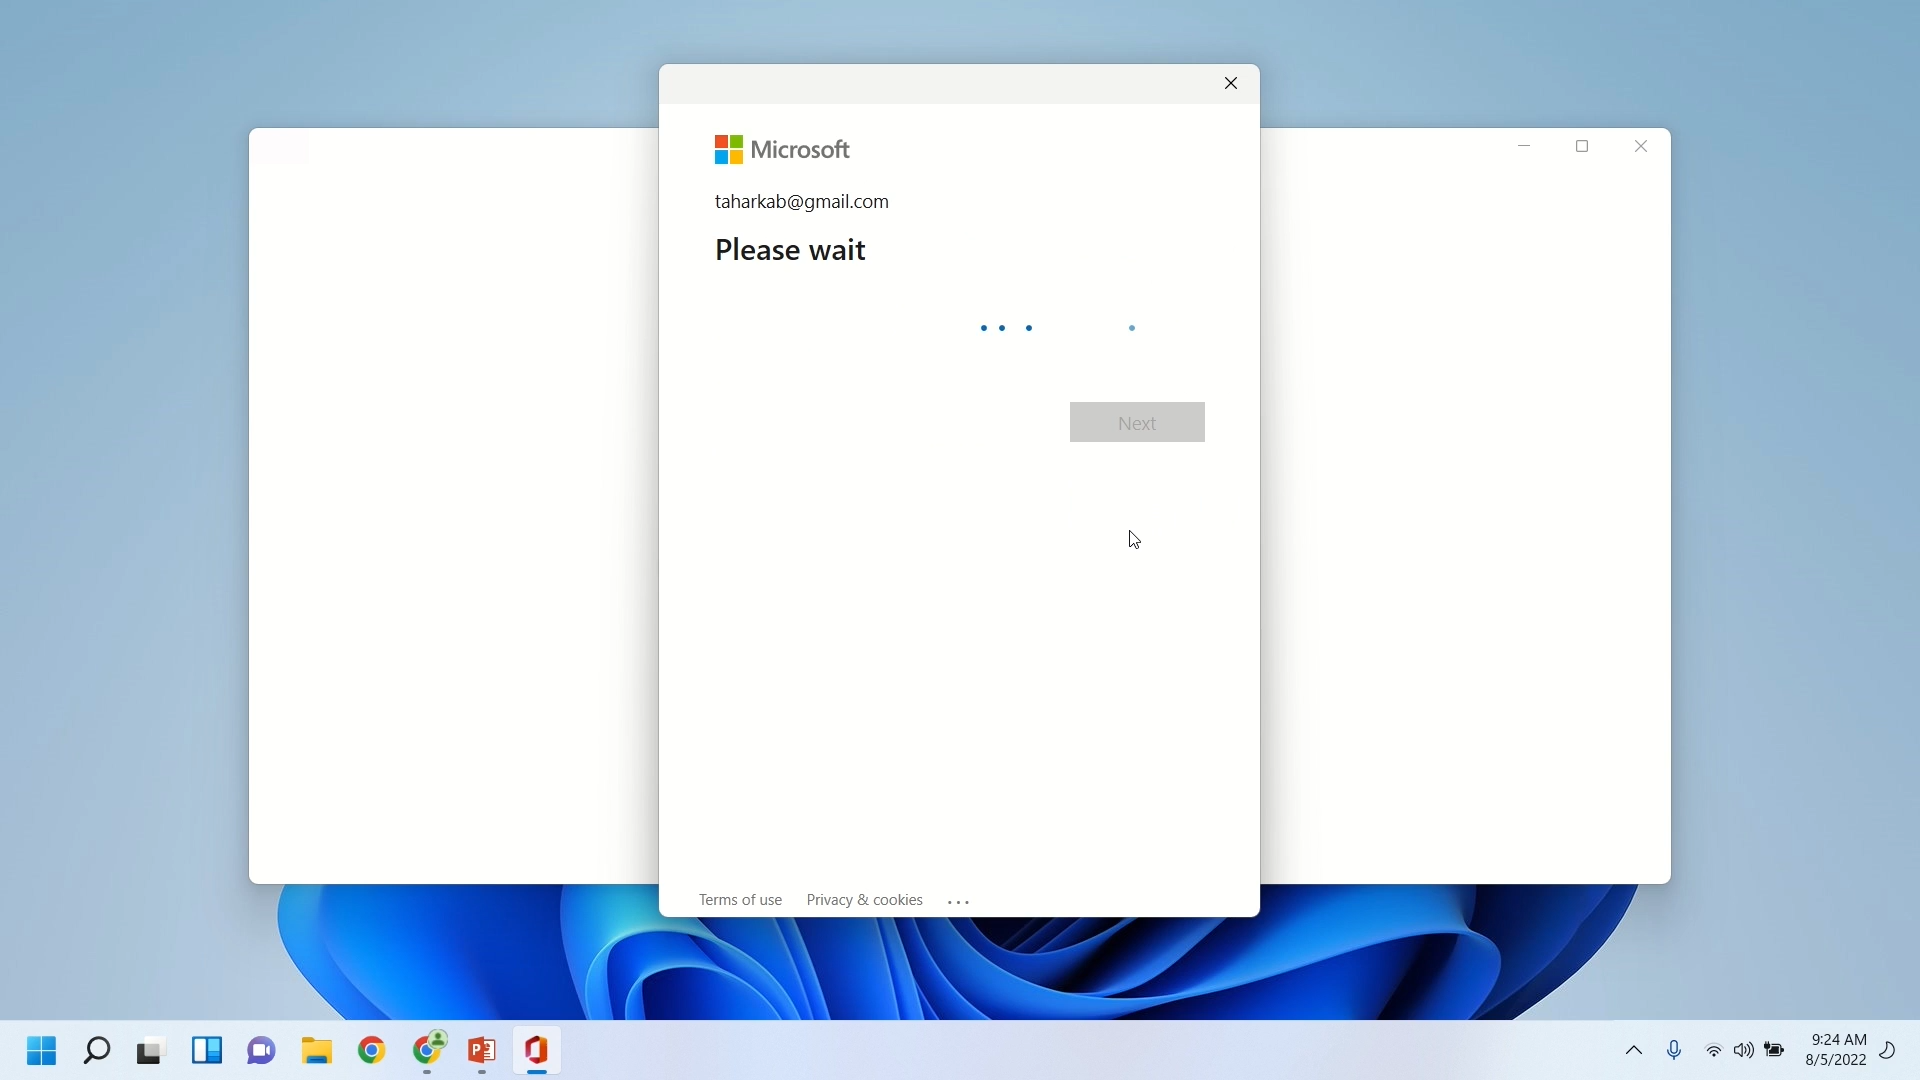 Microsoft
taharkab@gmail.com
Please wait
Next
Terms of use Privacy & cookies ...
9:24 AM
8/5/2022